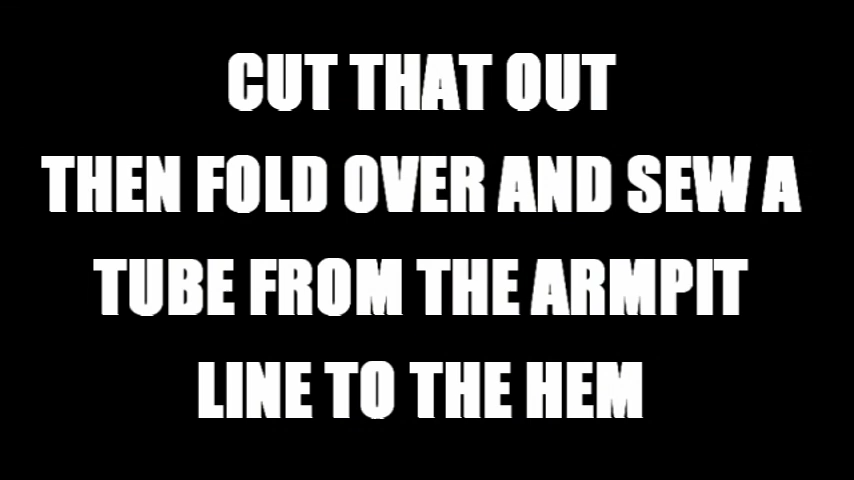 CUT THAT OUT
THEN FOLD OVER AND SEW A
TUBE FROM THE ARMPIT
LINE TO THE HEM